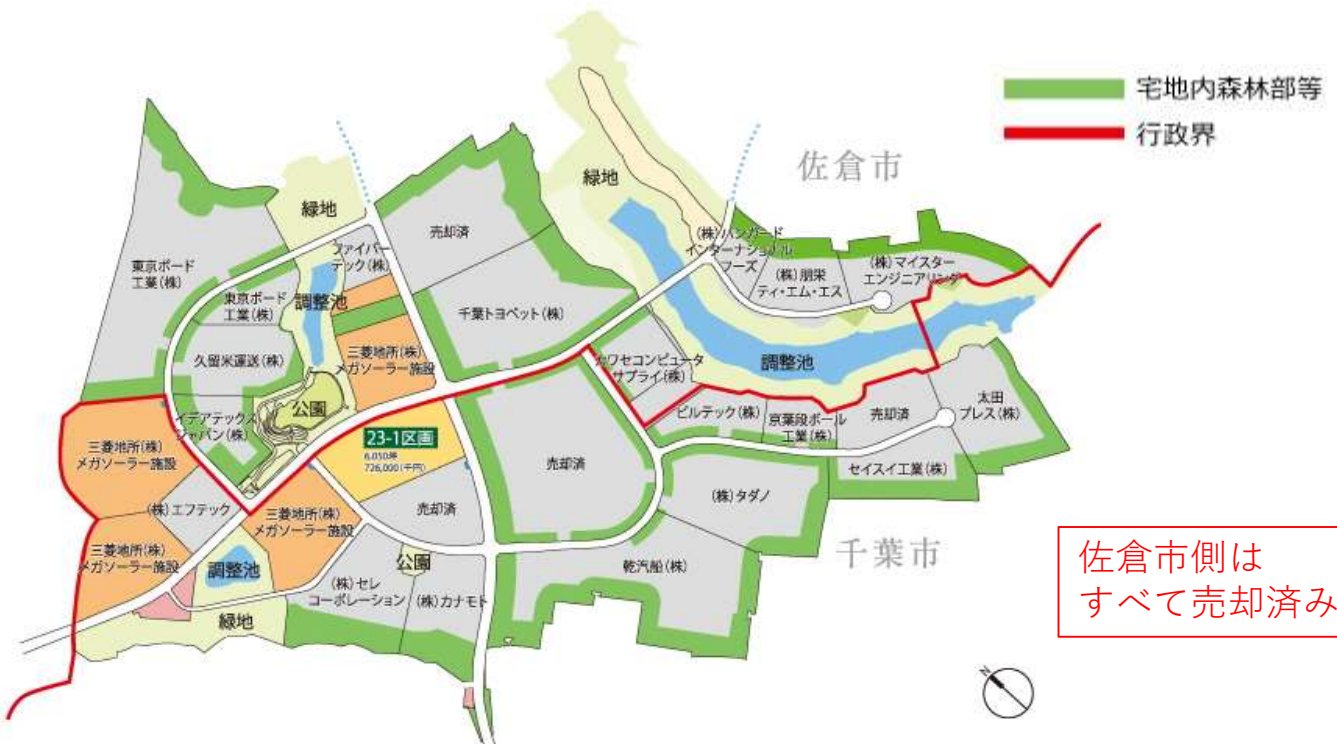 宅地内森林部等
行政界
佐倉市
緑地
緑地
売却済
ファイバー
テック(株)
(株)バンガード
インターナショナル
フーズ
(株)朋栄
ティ・エム・エス
(株)マイスター
エンジニアリング
東京ボード
工業(株)
東京ボード
工業(株)
調整池
千葉トヨペット(株)
久留米運送(株)
三菱地所(株)
メガソーラー施設
カワセコンピュータ
サプライ(株)
調整池
公園
イデアテックス
ジャパン(株)
ビルテック(株)
京葉段ボール
工業(株)
売却済
太田
プレス(株)
三菱地所(株)
メガソーラー施設
23-1区画
6,050坪
726,000(千円)
売却済
セイスイ工業(株)
(株)エフテック
三菱地所(株)
メガソーラー施設
売却済
(株)タダノ
三菱地所(株)
メガソーラー施設
調整池
公園
(株)セレ
コーポレーション
(株)カナモト
乾汽船(株)
千葉市
緑地
佐倉市側は
すべて売却済み
N